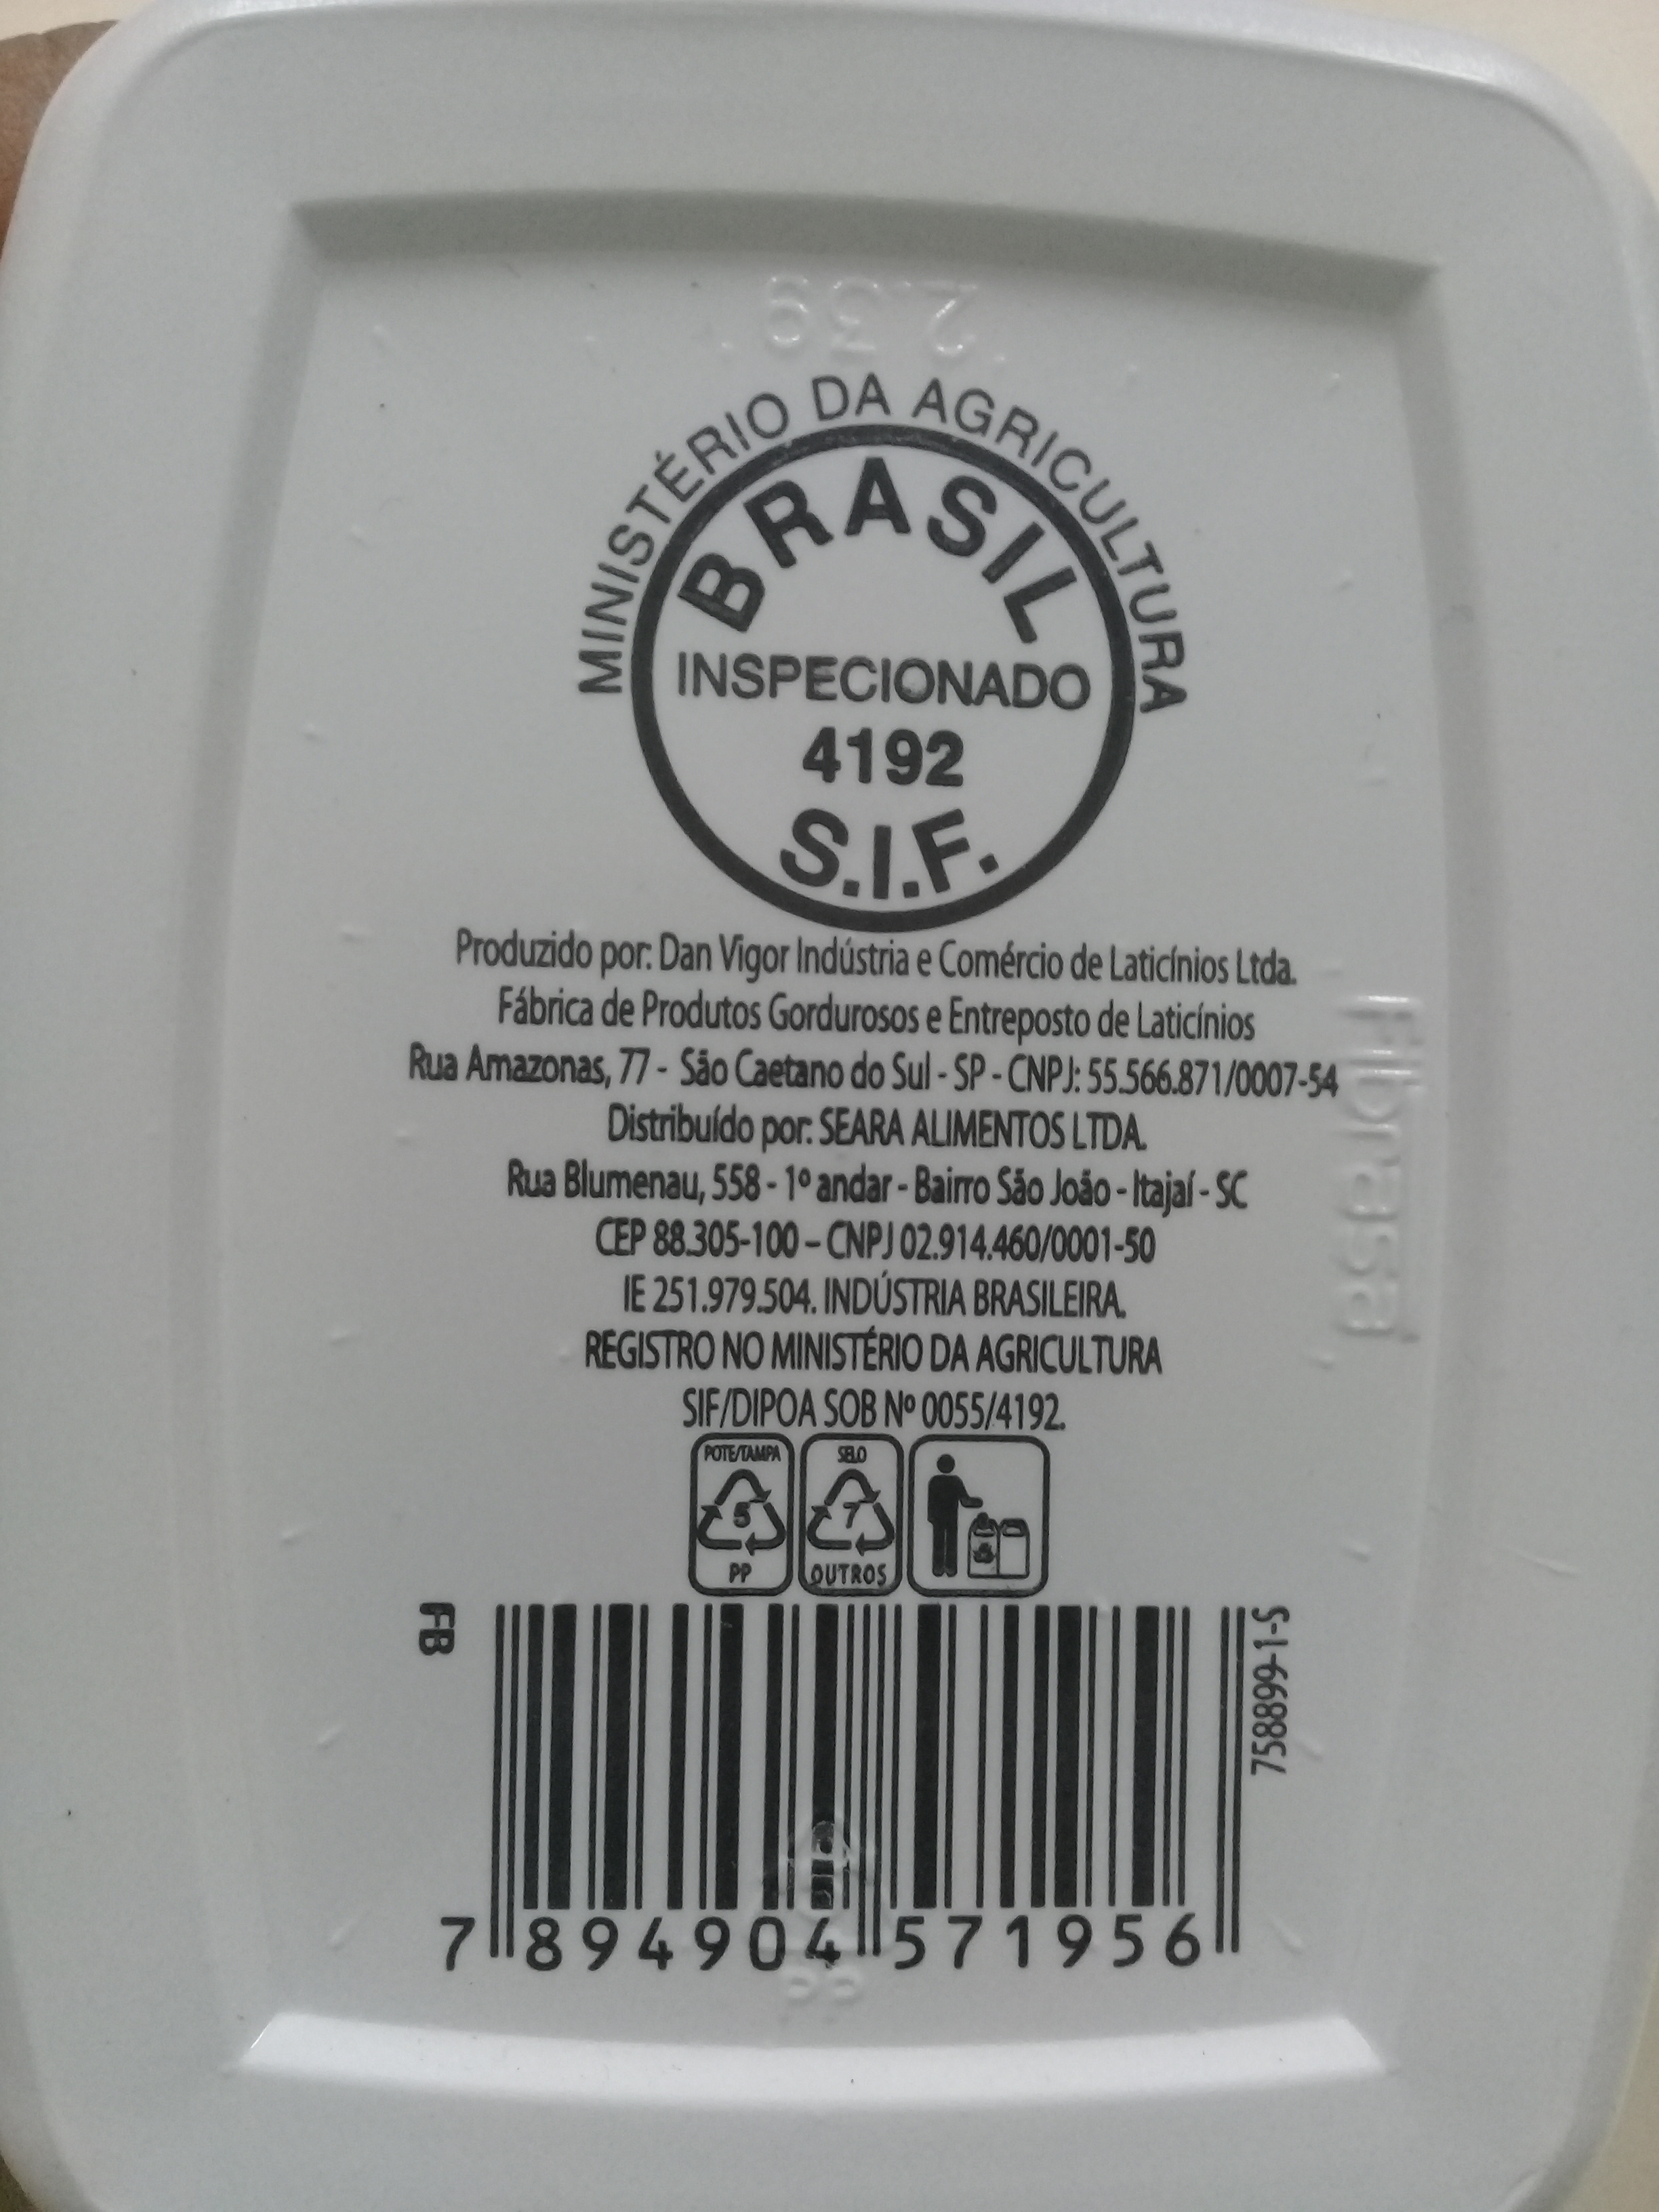 2.39
MINISTÉRIO DA AGRICULTURA
BRASIL
INSPECIONADO
4192
S.I.F.
Produzido por: Dan Vigor Indústria e Comércio de Laticínios Ltda.
Fábrica de Produtos Gordurosos e Entreposto de Laticínios
Rua Amazonas, 77 - São Caetano do Sul - SP - CNPJ: 55.566.871/0007-54
Distribuído por: SEARA ALIMENTOS LTDA.
Rua Blumenau, 558 - 1º andar - Bairro São João - Itajaí - SC
CEP 88.305-100 – CNPJ 02.914.460/0001-50
IE 251.979.504. INDÚSTRIA BRASILEIRA.
REGISTRO NO MINISTÉRIO DA AGRICULTURA
SIF/DIPOA SOB Nº 0055/4192.
Fibrasa
POTE/TAMPA
5
PP
SELO
7
OUTROS
FB
758899-1-S
7 894904 571956